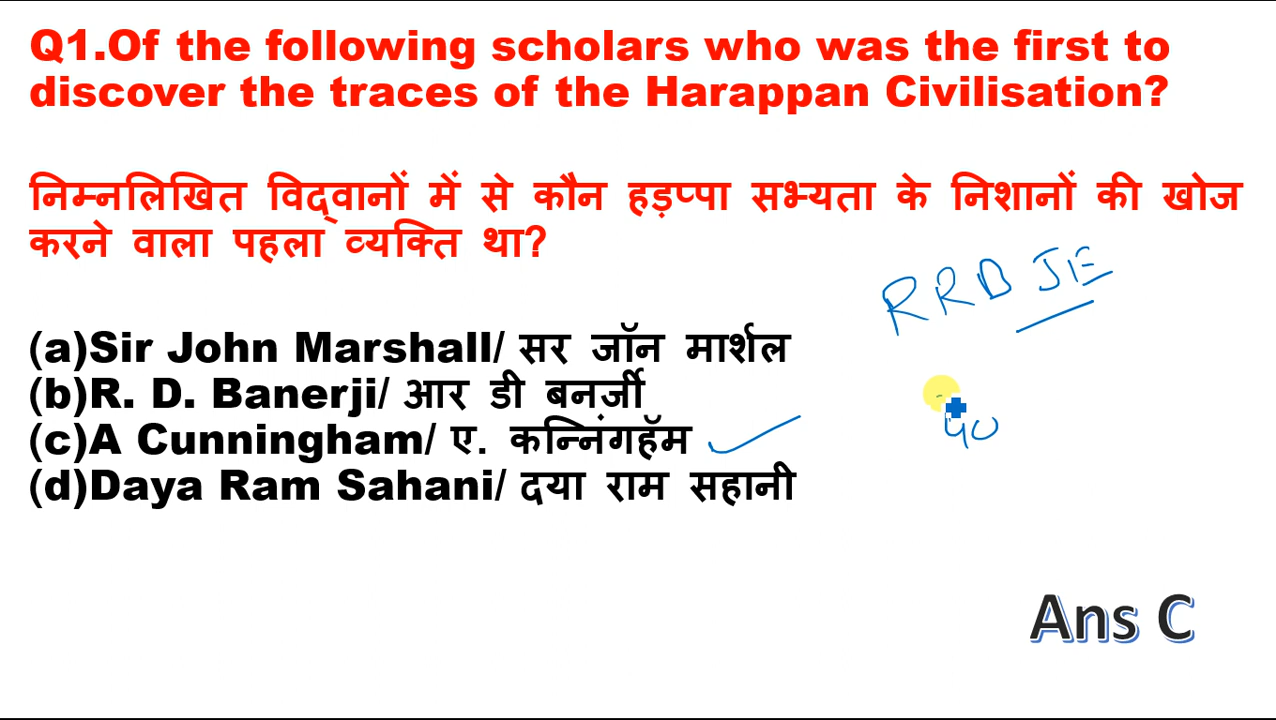 Q1.Of the following scholars who was the first to
discover the traces of the Harappan Civilisation?
निम्नलिखित विद्वानों में से कौन हड़प्पा सभ्यता के निशानों की खोज
करने वाला पहला व्यक्ति था?
RRB JE
(a)Sir John Marshall/ सर जॉन मार्शल
(b)R. D. Banerji/ आर डी बनर्जी
(c)A Cunningham/ ए. कन्निंगहॅम
(d)Daya Ram Sahani/ दया राम सहानी
Ans C